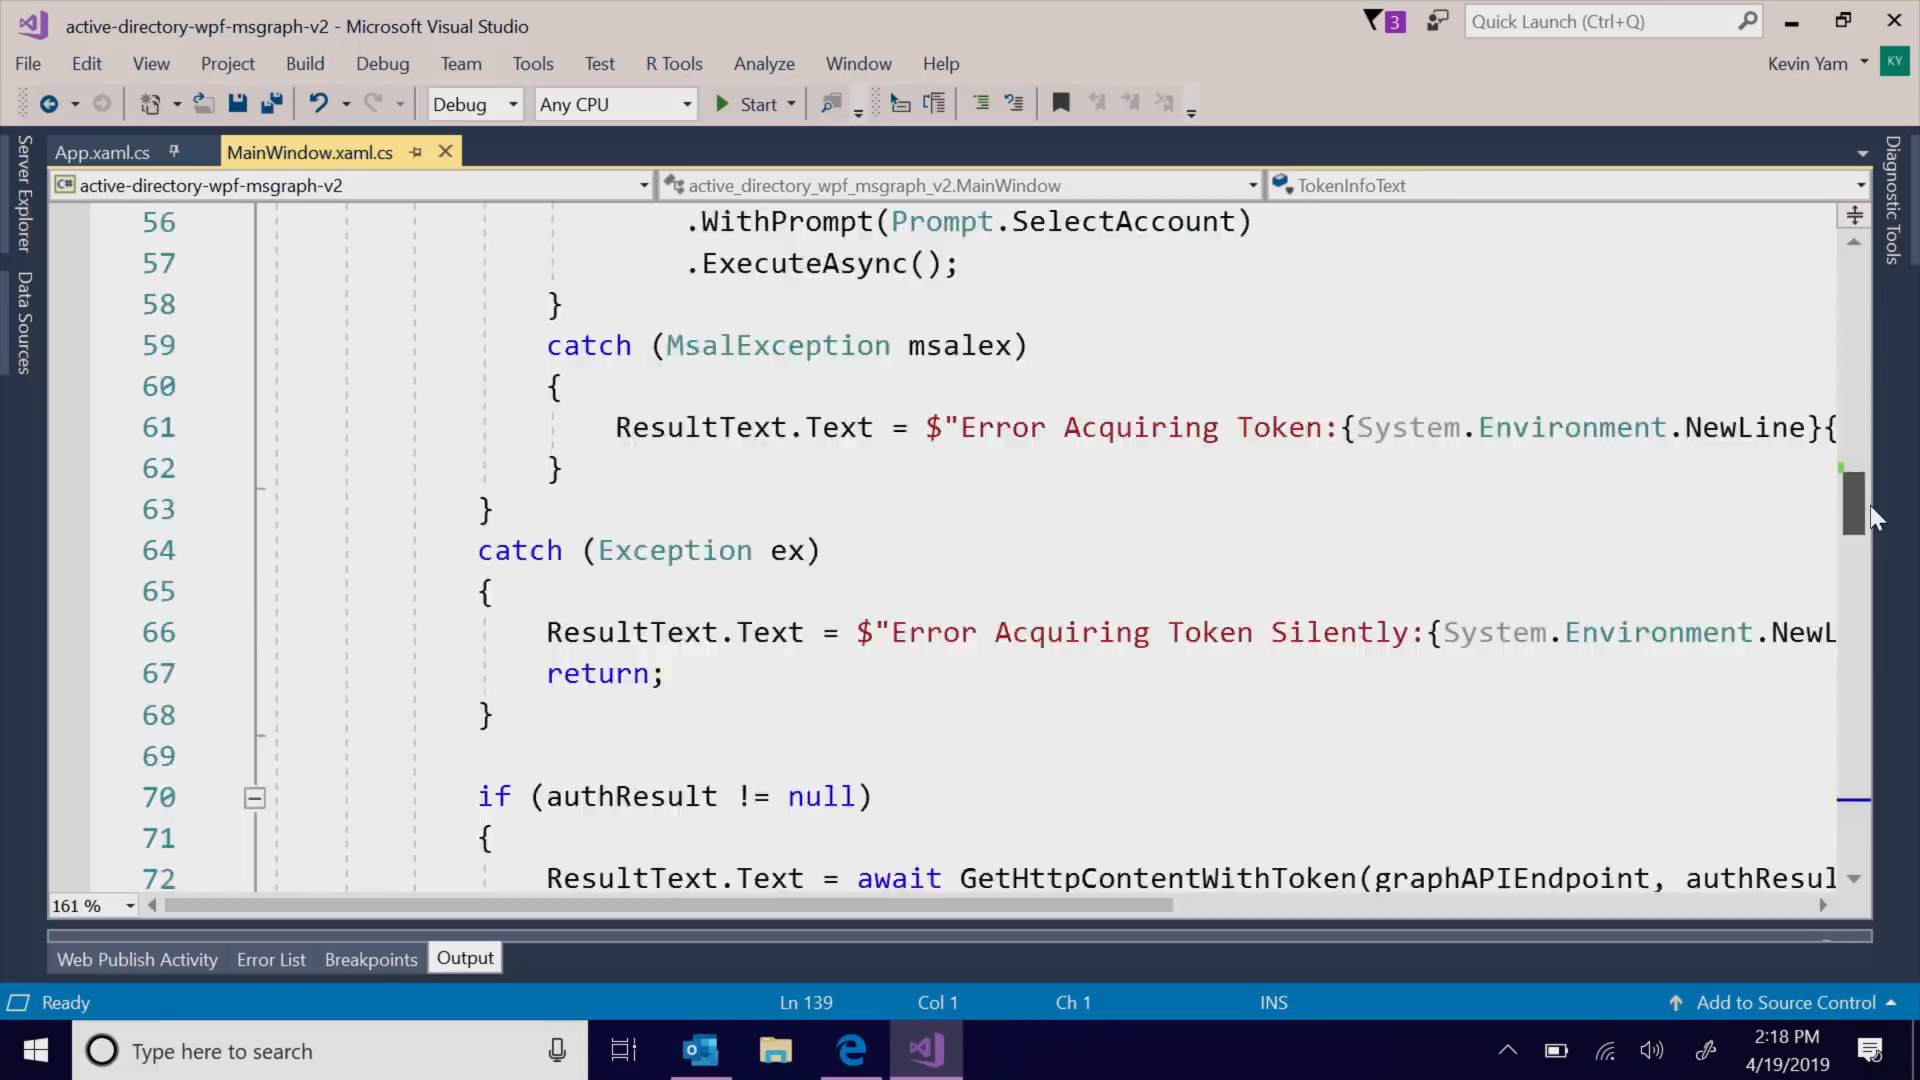 active-directory-wpf-msgraph-v2 - Microsoft Visual Studio
3
Quick Launch (Ctrl+Q)
File Edit View Project Build Debug Team Tools Test R Tools Analyze Window Help
Kevin Yam
KY
Debug
Any CPU
Start
Server Explorer
Data Sources
App.xaml.cs
MainWindow.xaml.cs
Diagnostic Tools
C#
active-directory-wpf-msgraph-v2
active_directory_wpf_msgraph_v2.MainWindow
TokenInfoText
56 .WithPrompt(Prompt.SelectAccount)
57 .ExecuteAsync();
58 }
59 catch (MsalException msalex)
60 {
61 ResultText.Text = $"Error Acquiring Token:{System.Environment.NewLine}{
62 }
63 }
64 catch (Exception ex)
65 {
66 ResultText.Text = $"Error Acquiring Token Silently:{System.Environment.NewL
67 return;
68 }
69
70 if (authResult != null)
71 {
72 ResultText.Text = await GetHttpContentWithToken(graphAPIEndpoint, authResul
161 %
Web Publish Activity Error List Breakpoints Output
Ready
Ln 139
Col 1
Ch 1
INS
Add to Source Control
Type here to search
2:18 PM
4/19/2019